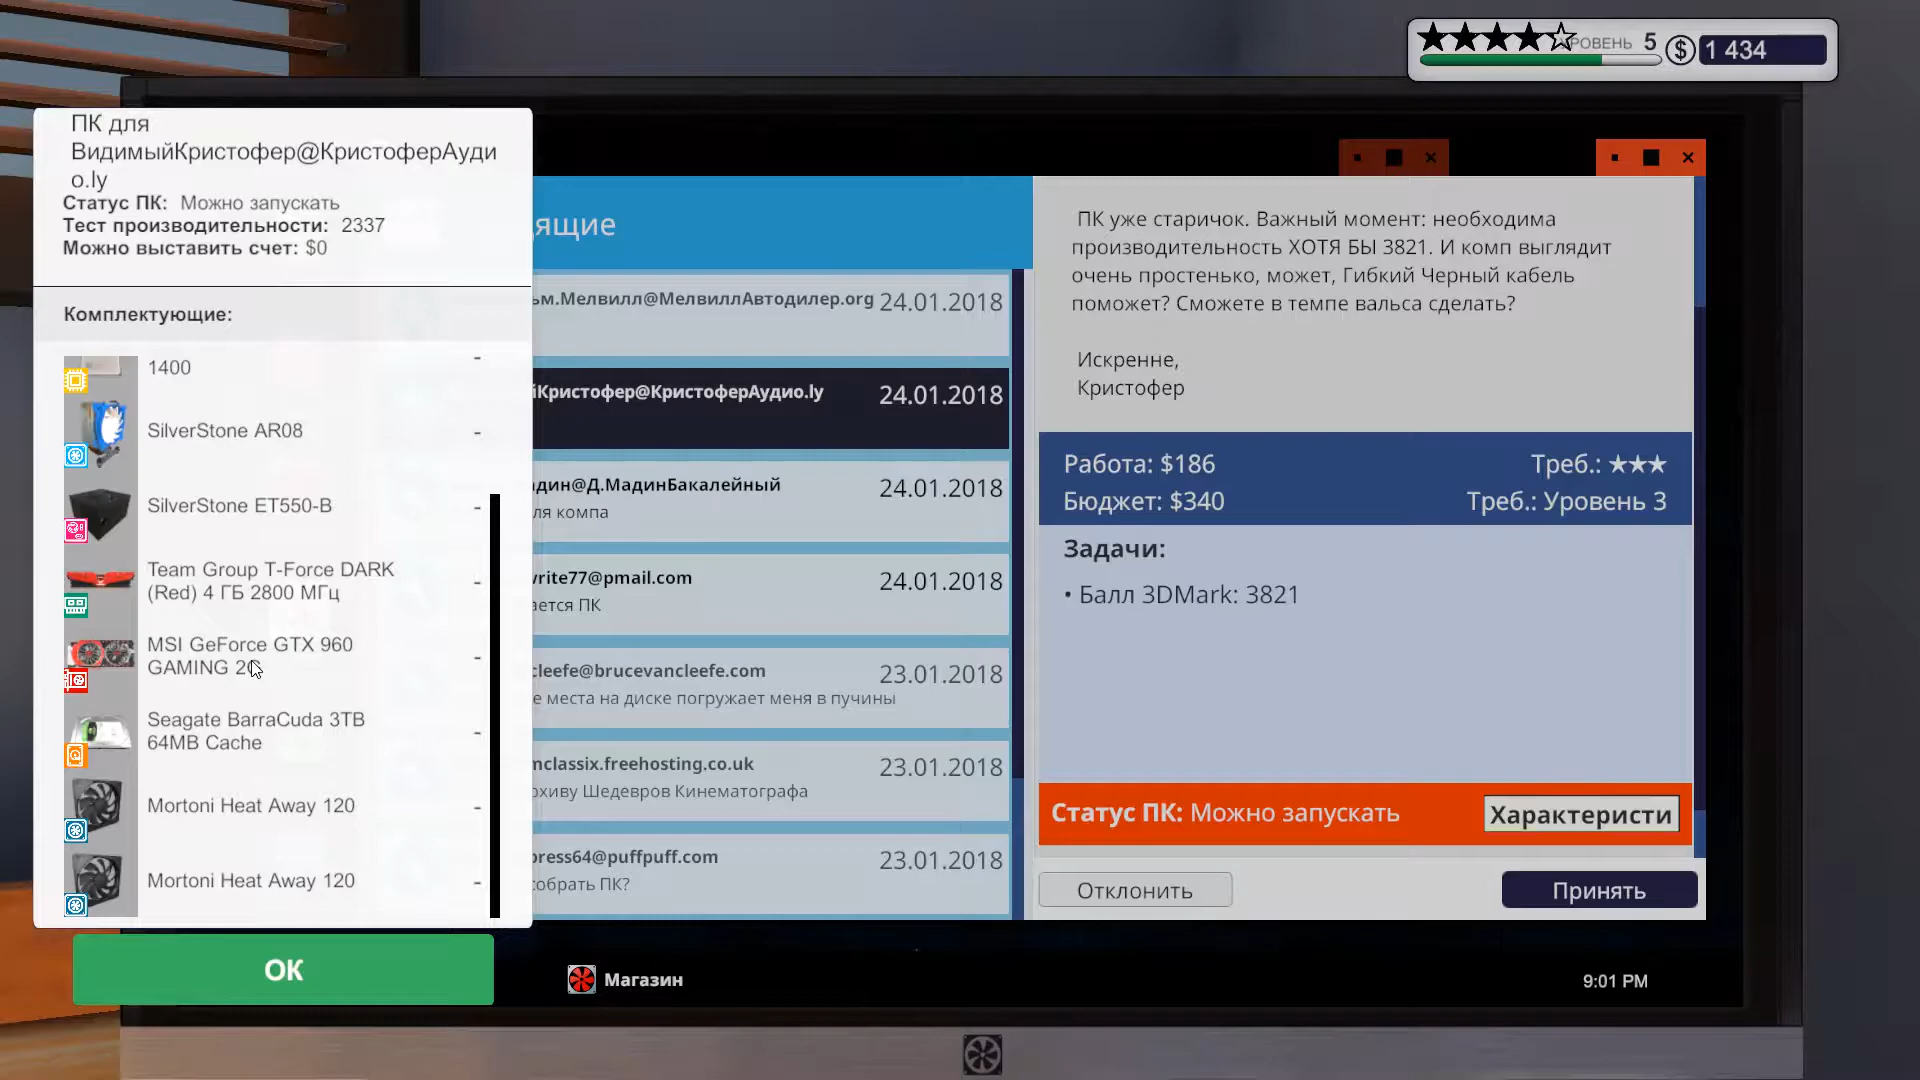 УРОВЕНЬ 5
$ 1 434
ПК для
ВидимыйКристофер@КристоферАуди
o.ly
Статус ПК: Можно запускать
Тест производительности: 2337
Можно выставить счет: $0
Комплектующие:
1400 -
SilverStone AR08 -
SilverStone ET550-B -
Team Group T-Force DARK
(Red) 4 ГБ 2800 МГц -
MSI GeForce GTX 960
GAMING 2G -
Seagate BarraCuda 3TB
64MB Cache -
Mortoni Heat Away 120 -
Mortoni Heat Away 120 -
ОК
дящие
ьм.Мелвилл@МелвиллАвтодилер.org 24.01.2018
йКристофер@КристоферАудио.ly 24.01.2018
дин@Д.МадинБакалейный 24.01.2018
ля компа
write77@pmail.com 24.01.2018
ается ПК
cleefe@brucevancleefe.com 23.01.2018
е места на диске погружает меня в пучины
mclassix.freehosting.co.uk 23.01.2018
рхиву Шедевров Кинематографа
press64@puffpuff.com 23.01.2018
собрать ПК?
ПК уже старичок. Важный момент: необходима
производительность ХОТЯ БЫ 3821. И комп выглядит
очень простенько, может, Гибкий Черный кабель
поможет? Сможете в темпе вальса сделать?
Искренне,
Кристофер
Работа: $186 Треб.: ★★★
Бюджет: $340 Треб.: Уровень 3
Задачи:
• Балл 3DMark: 3821
Статус ПК: Можно запускать Характеристи
Отклонить Принять
Магазин 9:01 PM